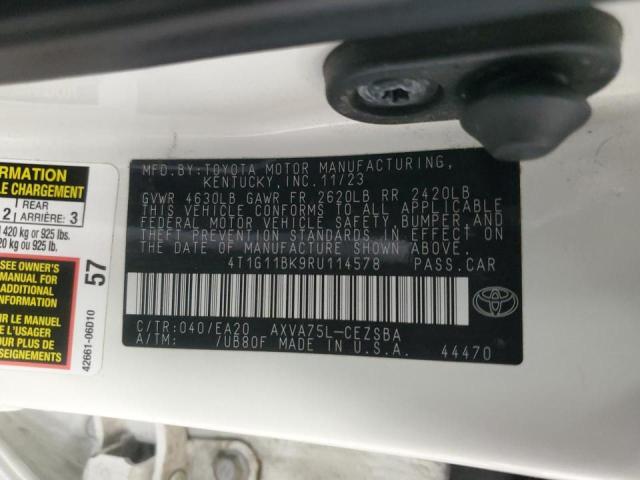 NFORMATION
LE CHARGEMENT
2 REAR 3
ARRIÈRE:
420 kg or 925 lbs.
20 kg ou 925 lb.
SEE OWNER'S
MANUAL FOR
INFORMATION
IR LE MANUEL
L'USAGER
POUR PLUS
42661-06D10
57
MFD.BY:TOYOTA MOTOR MANUFACTURING,
KENTUCKY, INC. 11/23
GVWR 4630LB GAWR FR 2620LB RR 2420LB
THIS VEHICLE CONFORMS TO ALL APPLICABLE
FEDERAL MOTOR VEHICLE SAFETY, BUMPER, AND
THEFT PREVENTION STANDARDS IN EFFECT ON
THE DATE OF MANUFACTURE SHOWN ABOVE.
4T1G11BK9RU114578 PASS.CAR
C/TR:040/EA20 AXVA75L-CEZSBA
A/TM: /UB80F MADE IN U.S.A. 44470
TOYOTA